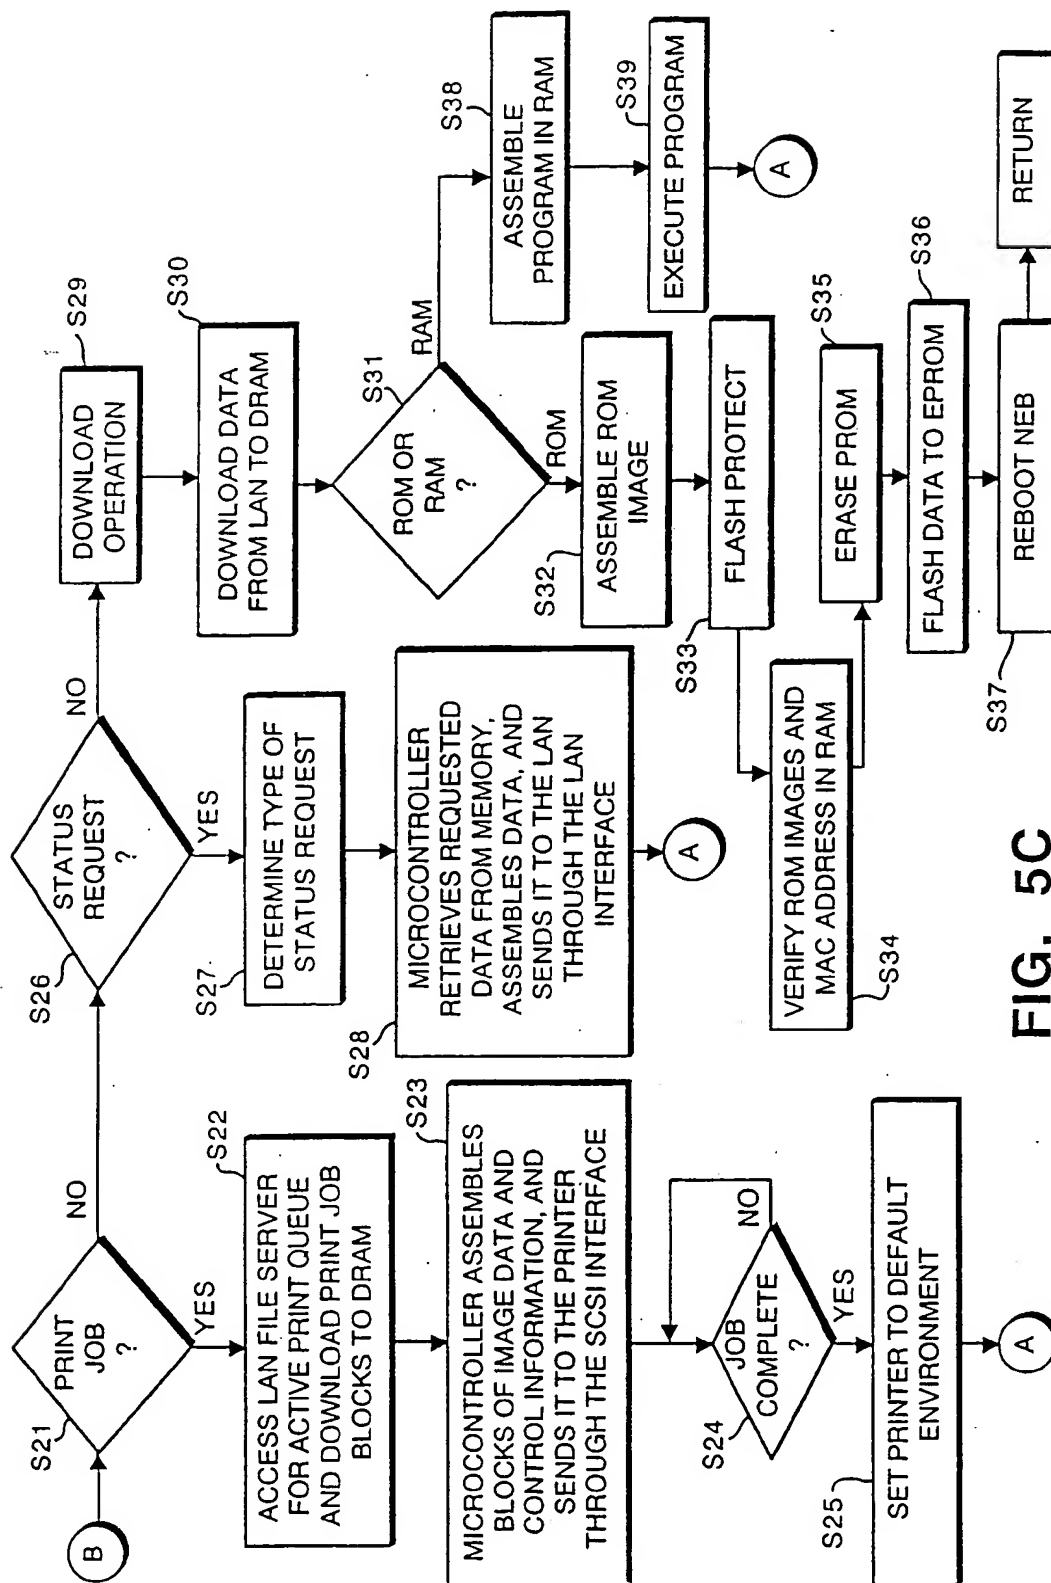 B
S21
PRINT
JOB
?
NO
YES
S22
ACCESS LAN FILE SERVER
FOR ACTIVE PRINT QUEUE
AND DOWNLOAD PRINT JOB
BLOCKS TO DRAM
S23
MICROCONTROLLER ASSEMBLES
BLOCKS OF IMAGE DATA AND
CONTROL INFORMATION, AND
SENDS IT TO THE PRINTER
THROUGH THE SCSI INTERFACE
S24
JOB
COMPLETE
?
NO
YES
S25
SET PRINTER TO DEFAULT
ENVIRONMENT
A
S26
STATUS
REQUEST
?
NO
YES
S27
DETERMINE TYPE OF
STATUS REQUEST
S28
MICROCONTROLLER
RETRIEVES REQUESTED
DATA FROM MEMORY,
ASSEMBLES DATA, AND
SENDS IT TO THE LAN
THROUGH THE LAN
INTERFACE
A
S29
DOWNLOAD
OPERATION
S30
DOWNLOAD DATA
FROM LAN TO DRAM
S31
ROM OR
RAM
?
RAM
ROM
S32
ASSEMBLE ROM
IMAGE
S33
FLASH PROTECT
VERIFY ROM IMAGES AND
MAC ADDRESS IN RAM
S34
S35
ERASE PROM
S36
FLASH DATA TO EPROM
S37
REBOOT NEB
RETURN
S38
ASSEMBLE
PROGRAM IN RAM
S39
EXECUTE PROGRAM
A
FIG. 5C